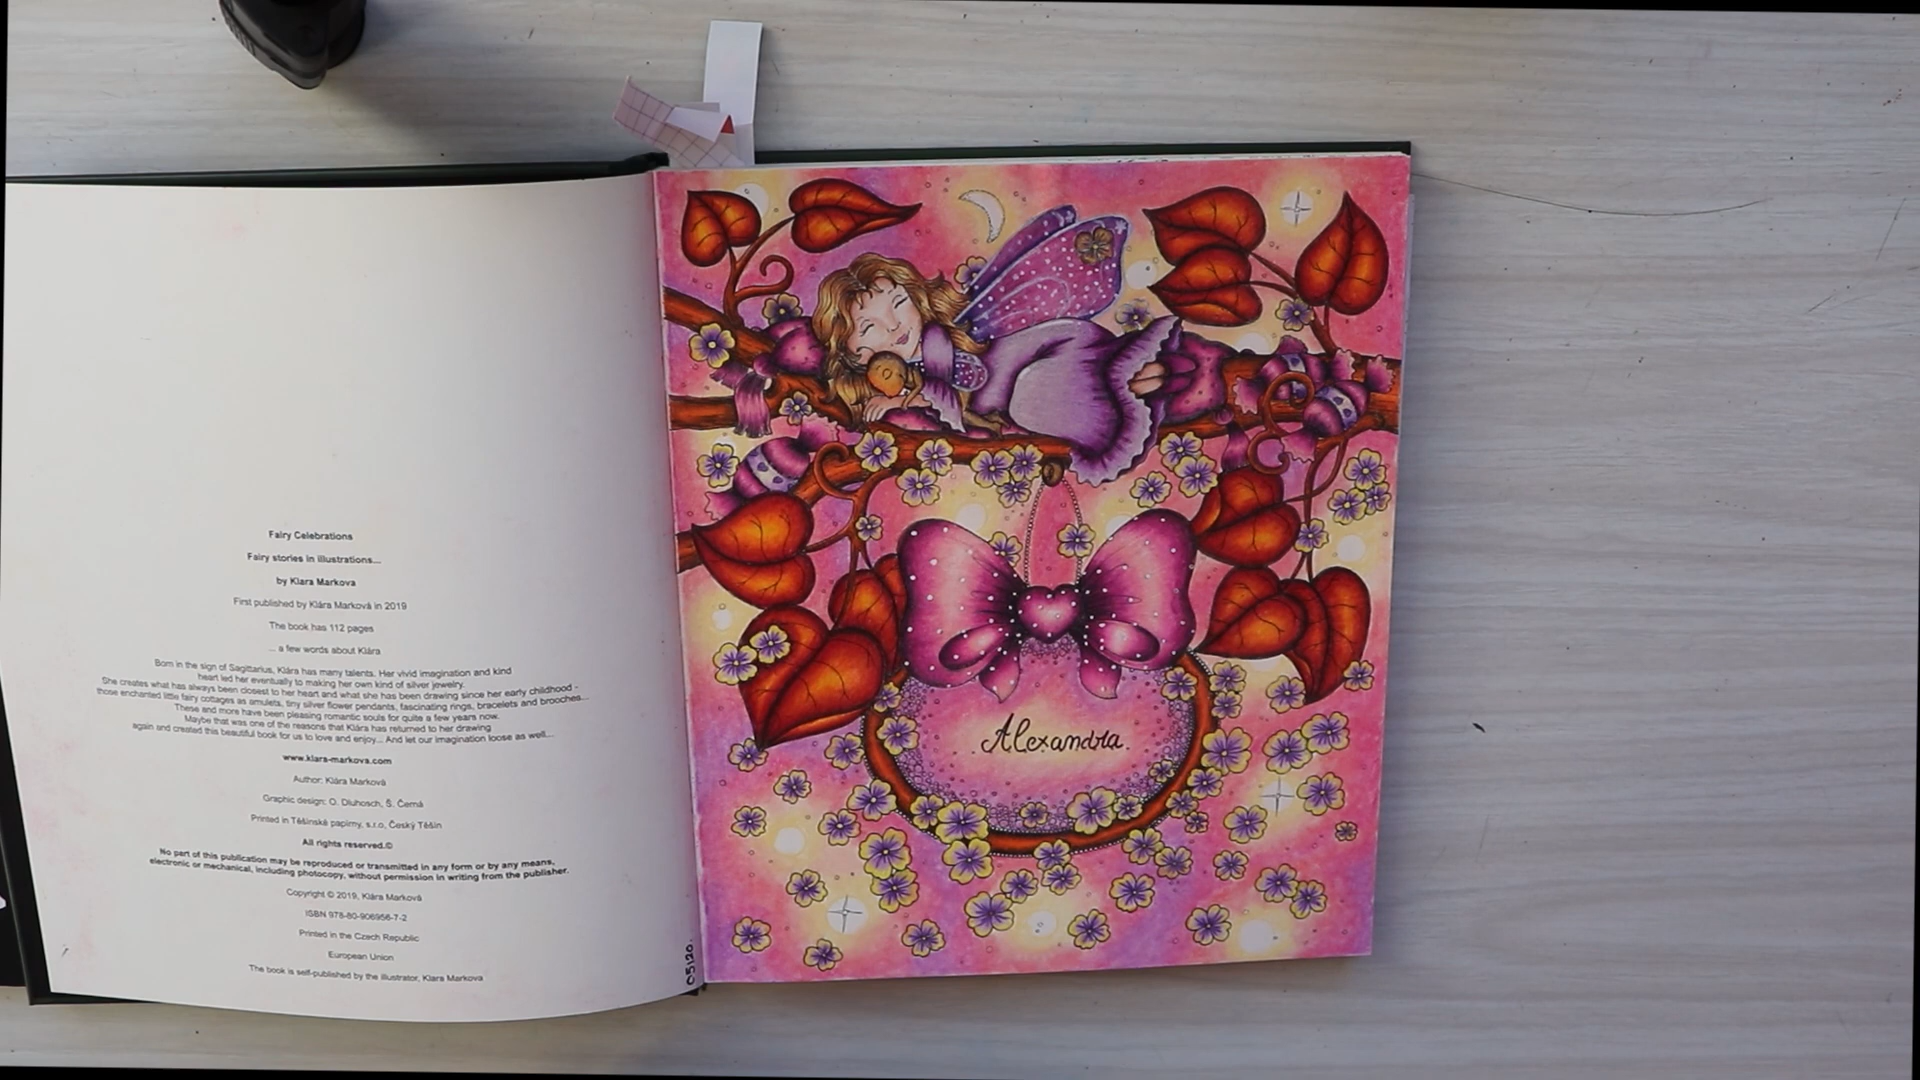 Fairy Celebrations
Fairy stories in illustrations...
by Klara Markova
First published by Klára Marková in 2019
The book has 112 pages
... a few words about Klára
Born in the sign of Sagittarius, Klára has many talents. Her vivid imagination and kind
heart led her eventually to making her own kind of silver jewelry.
She creates what has always been closest to her heart and what she has been drawing since her early childhood -
those enchanted little fairy cottages as amulets, tiny silver flower pendants, fascinating rings, bracelets and brooches...
These and more have been pleasing romantic souls for quite a few years now.
Maybe that was one of the reasons that Klára has returned to her drawing
again and created this beautiful book for us to love and enjoy... And let our imagination loose as well...
www.klara-markova.com
Author: Klára Marková
Graphic design: O. Dluhosch, Š. Černá
Printed in Těšínské papírny, s.r.o, Český Těšín
All rights reserved.©
No part of this publication may be reproduced or transmitted in any form or by any means,
electronic or mechanical, including photocopy, without permission in writing from the publisher.
Copyright © 2019, Klára Marková
ISBN 978-80-906956-7-2
Printed in the Czech Republic
European Union
The book is self-published by the illustrator, Klara Markova
05/20.
.Alexandra.